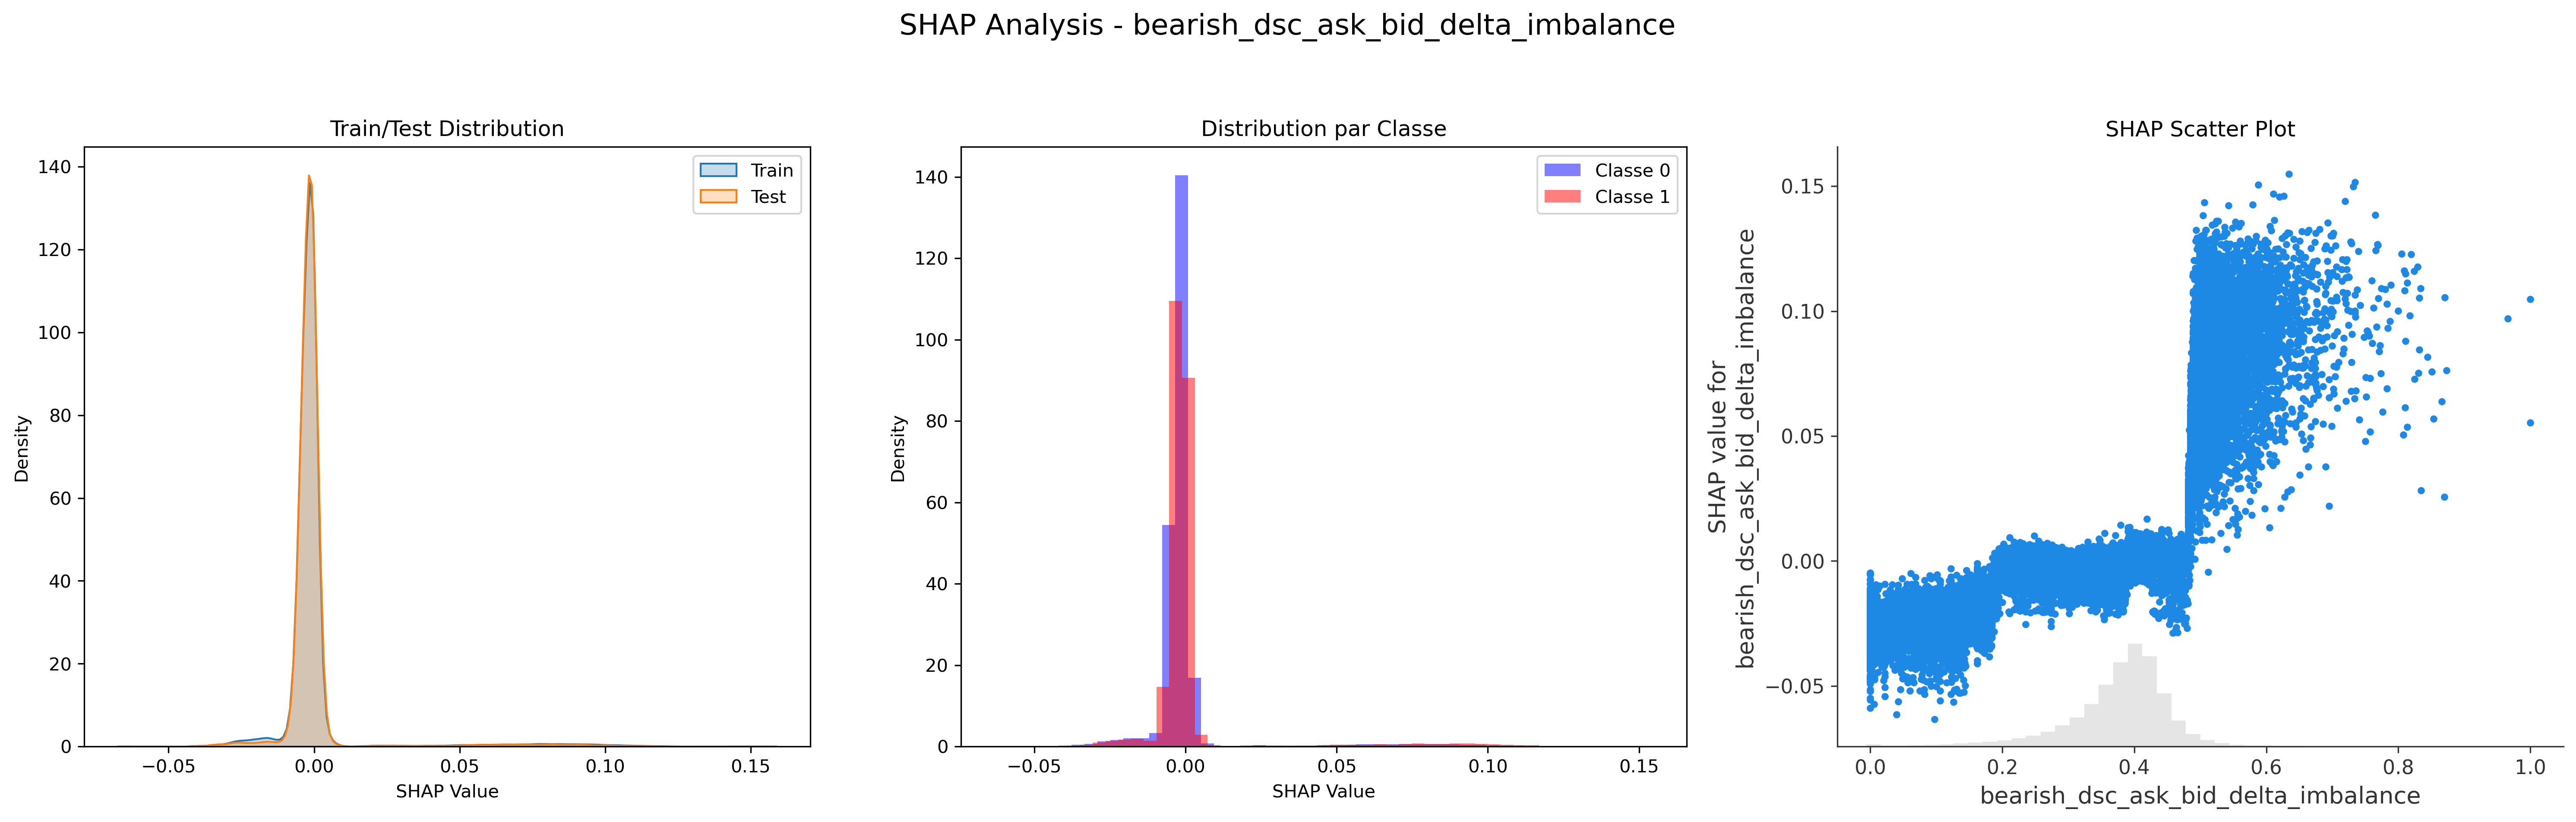 SHAP Analysis - bearish_dsc_ask_bid_delta_imbalance
Train/Test Distribution
Density
140
120
100
80
60
40
20
0
−0.05
0.00
0.05
0.10
0.15
SHAP Value
Train
Test
Distribution par Classe
Density
140
120
100
80
60
40
20
0
−0.05
0.00
0.05
0.10
0.15
SHAP Value
Classe 0
Classe 1
SHAP Scatter Plot
SHAP value for
bearish_dsc_ask_bid_delta_imbalance
0.15
0.10
0.05
0.00
−0.05
0.0
0.2
0.4
0.6
0.8
1.0
bearish_dsc_ask_bid_delta_imbalance